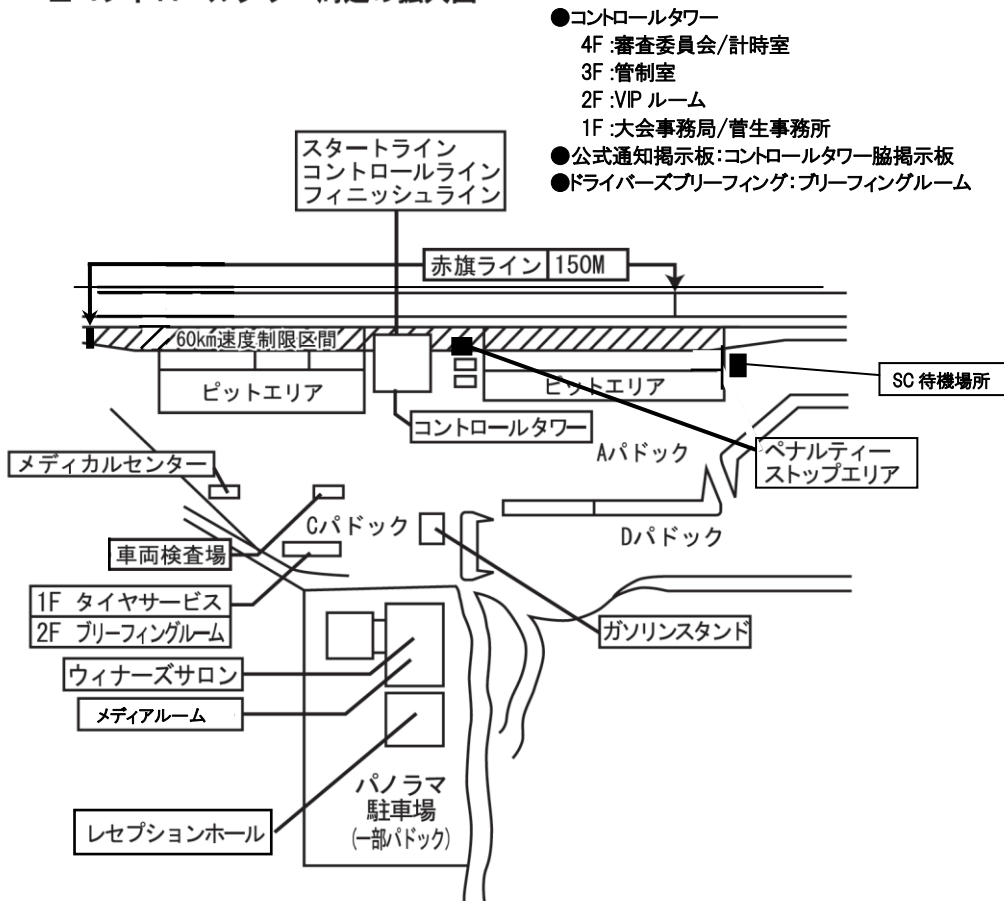 ●コントロールタワー
4F :審査委員会/計時室
3F :管制室
2F :VIP ルーム
1F :大会事務局/菅生事務所
●公式通知掲示板:コントロールタワー脇掲示板
●ドライバーズブリーフィング:ブリーフィングルーム
スタートライン
コントロールライン
フィニッシュライン
赤旗ライン 150M
60km速度制限区間
ピットエリア
ピットエリア
SC 待機場所
コントロールタワー
Aパドック
ペナルティー
ストップエリア
メディカルセンター
Cパドック
Dパドック
車両検査場
1F タイヤサービス
2F ブリーフィングルーム
ガソリンスタンド
ウィナーズサロン
メディアルーム
パノラマ
駐車場
(一部パドック)
レセプションホール